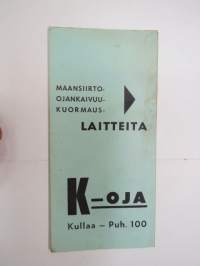 MAANSIIRTO-
OJANKAIVUU-
KUORMAUS-
LAITTEITA
K-OJA
Kullaa - Puh. 100